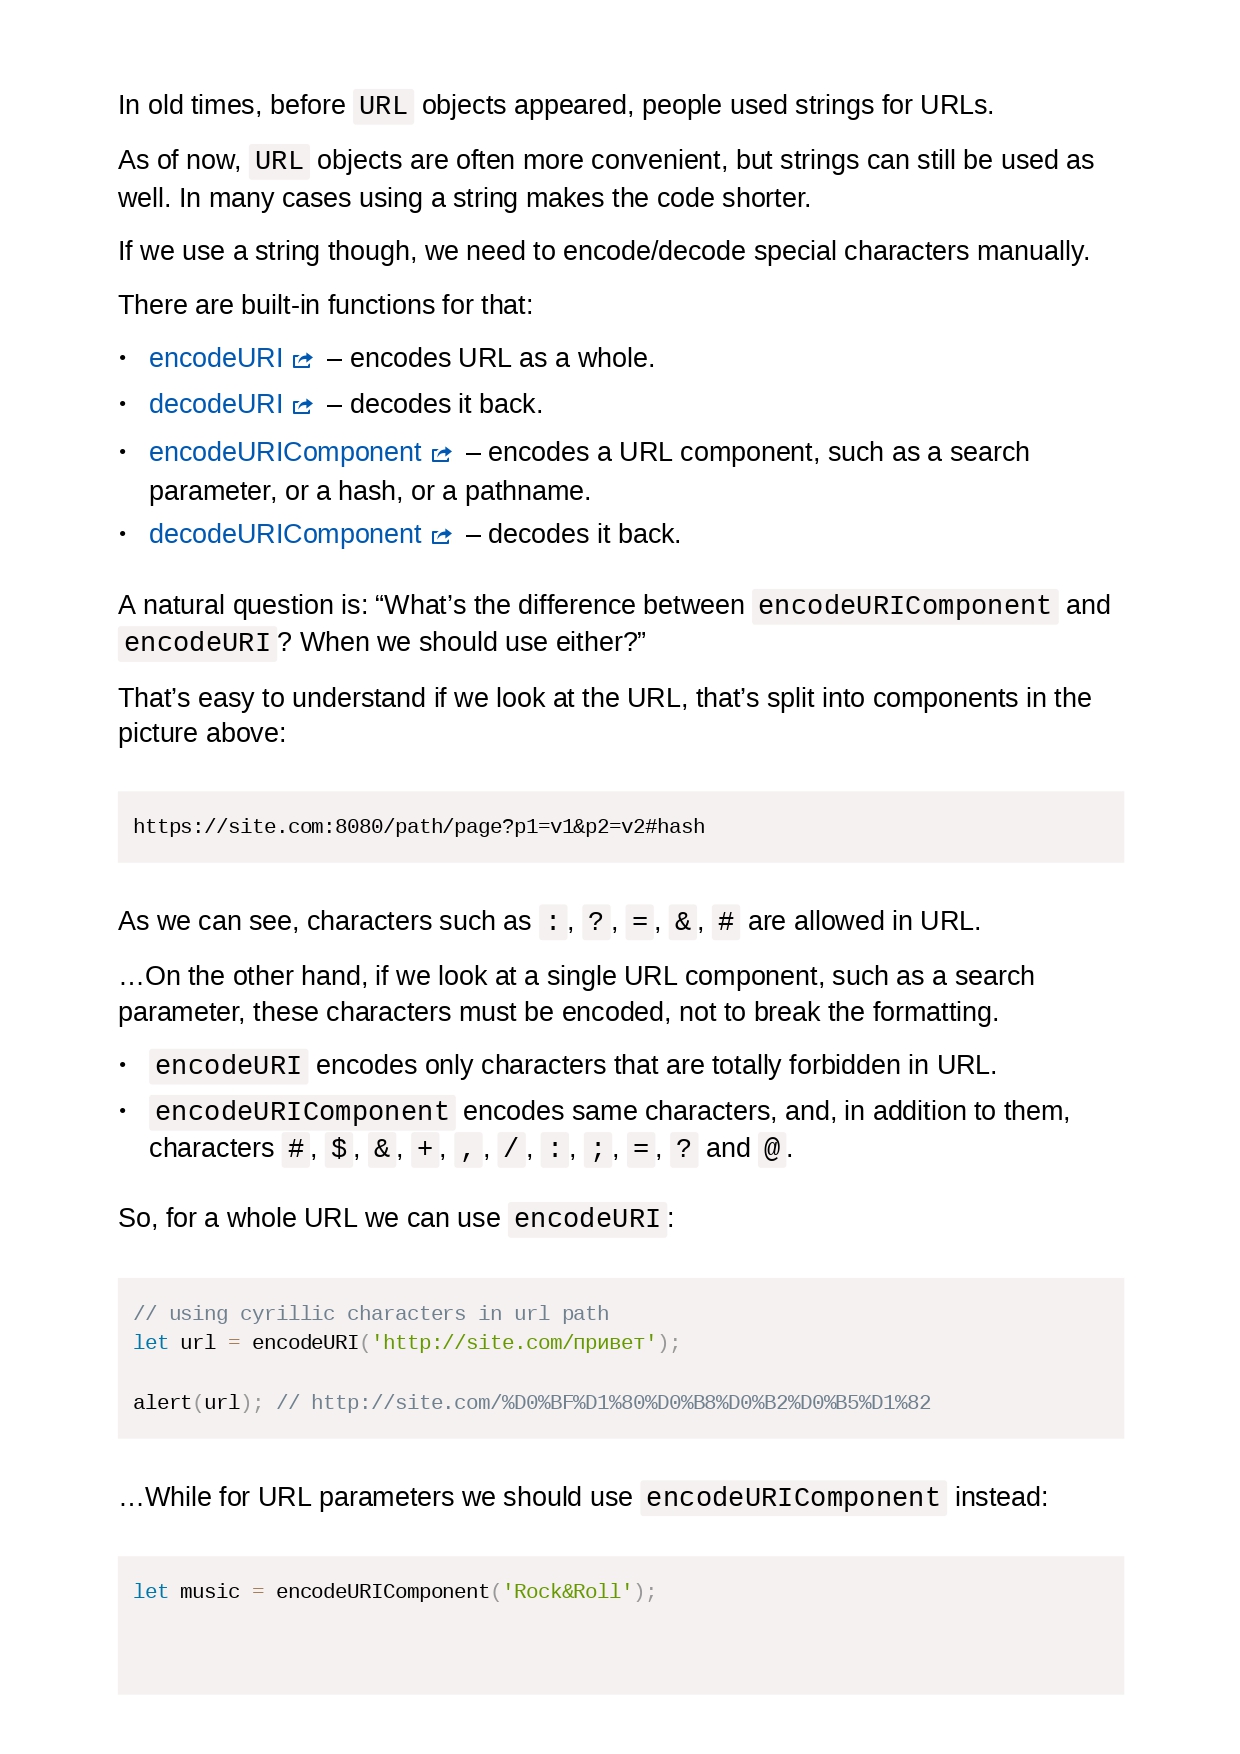 In old times, before URL objects appeared, people used strings for URLs.
As of now, URL objects are often more convenient, but strings can still be used as
well. In many cases using a string makes the code shorter.
If we use a string though, we need to encode/decode special characters manually.
There are built-in functions for that:
• encodeURI – encodes URL as a whole.
• decodeURI – decodes it back.
• encodeURIComponent – encodes a URL component, such as a search
parameter, or a hash, or a pathname.
• decodeURIComponent – decodes it back.
A natural question is: “What’s the difference between encodeURIComponent and
encodeURI? When we should use either?”
That’s easy to understand if we look at the URL, that’s split into components in the
picture above:
https://site.com:8080/path/page?p1=v1&p2=v2#hash
As we can see, characters such as :, ?, =, &, # are allowed in URL.
…On the other hand, if we look at a single URL component, such as a search
parameter, these characters must be encoded, not to break the formatting.
• encodeURI encodes only characters that are totally forbidden in URL.
• encodeURIComponent encodes same characters, and, in addition to them,
characters #, $, &, +, ,, /, :, ;, =, ? and @.
So, for a whole URL we can use encodeURI:
// using cyrillic characters in url path
let url = encodeURI('http://site.com/привет');
alert(url); // http://site.com/%D0%BF%D1%80%D0%B8%D0%B2%D0%B5%D1%82
…While for URL parameters we should use encodeURIComponent instead:
let music = encodeURIComponent('Rock&Roll');